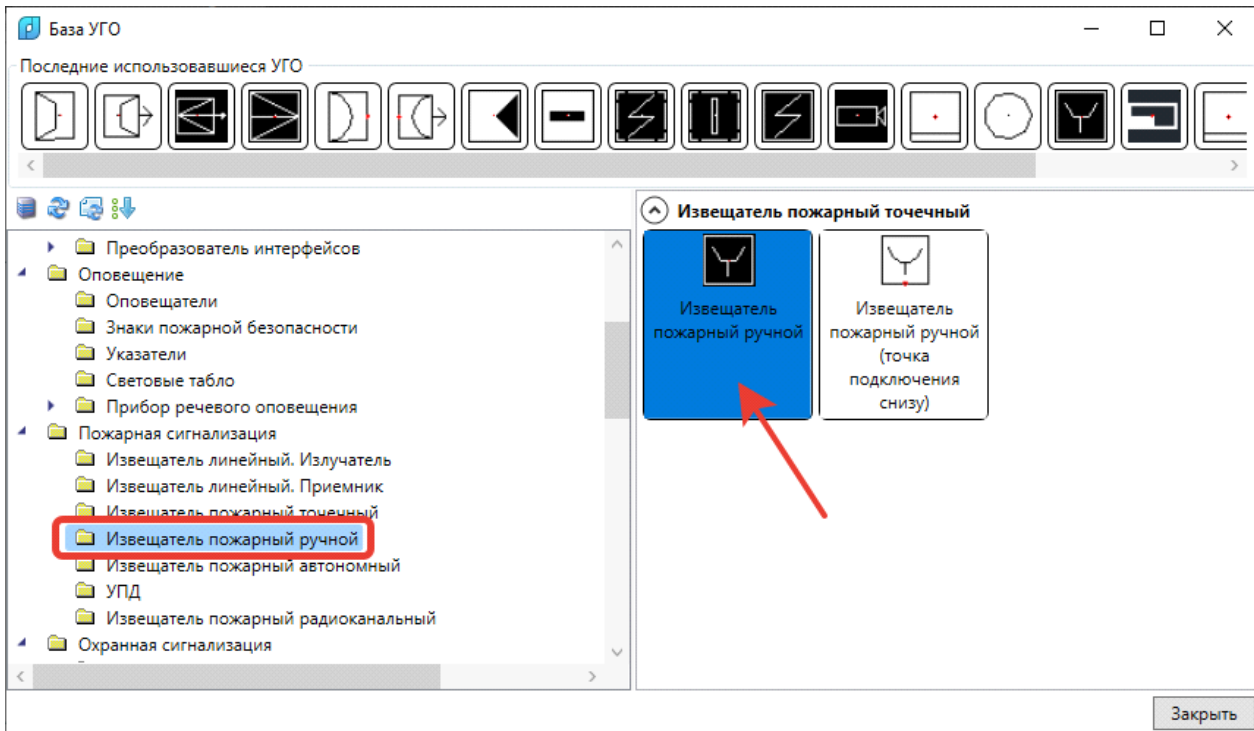 База УГО
Последние использовавшиеся УГО
Преобразователь интерфейсов
Оповещение
Оповещатели
Знаки пожарной безопасности
Указатели
Световые табло
Прибор речевого оповещения
Пожарная сигнализация
Извещатель линейный. Излучатель
Извещатель линейный. Приемник
Извещатель пожарный точечный
Извещатель пожарный ручной
Извещатель пожарный автономный
УПД
Извещатель пожарный радиоканальный
Охранная сигнализация
Извещатель пожарный точечный
Извещатель
пожарный ручной
Извещатель
пожарный ручной
(точка
подключения
снизу)
Закрыть